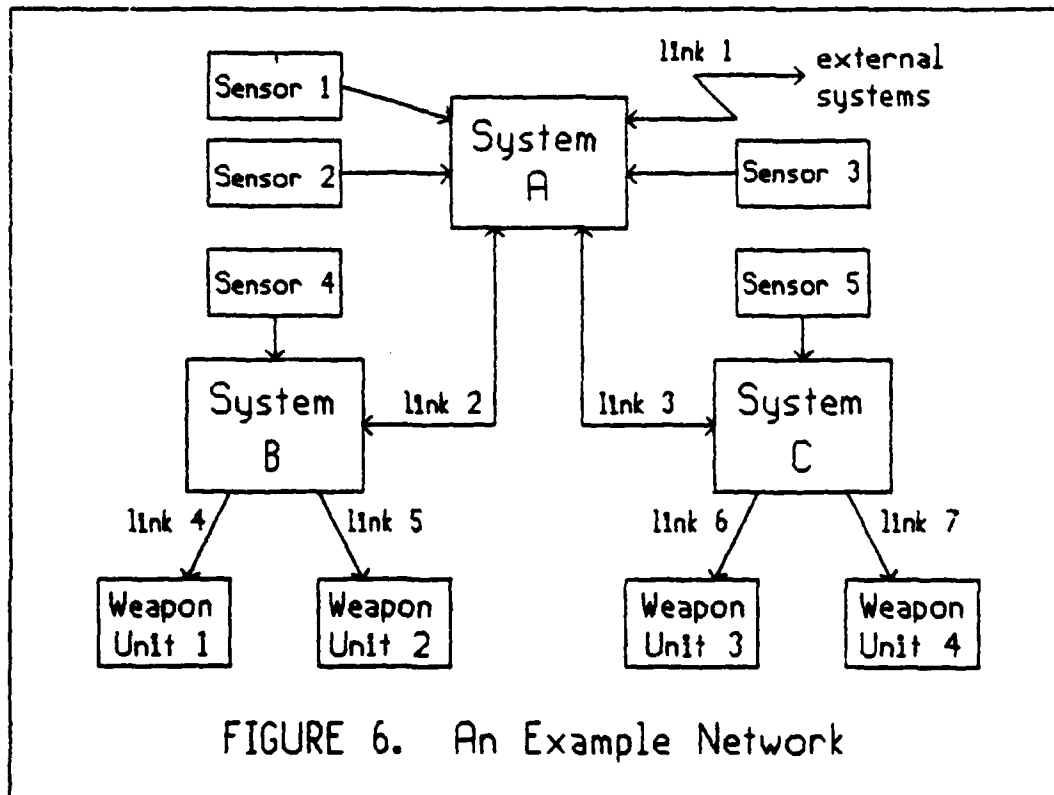 link 1
external
systems
Sensor 1
System
A
Sensor 2
Sensor 3
Sensor 4
Sensor 5
System
B
link 2
link 3
System
C
link 4
link 5
link 6
link 7
Weapon
Unit 1
Weapon
Unit 2
Weapon
Unit 3
Weapon
Unit 4
FIGURE 6. An Example Network